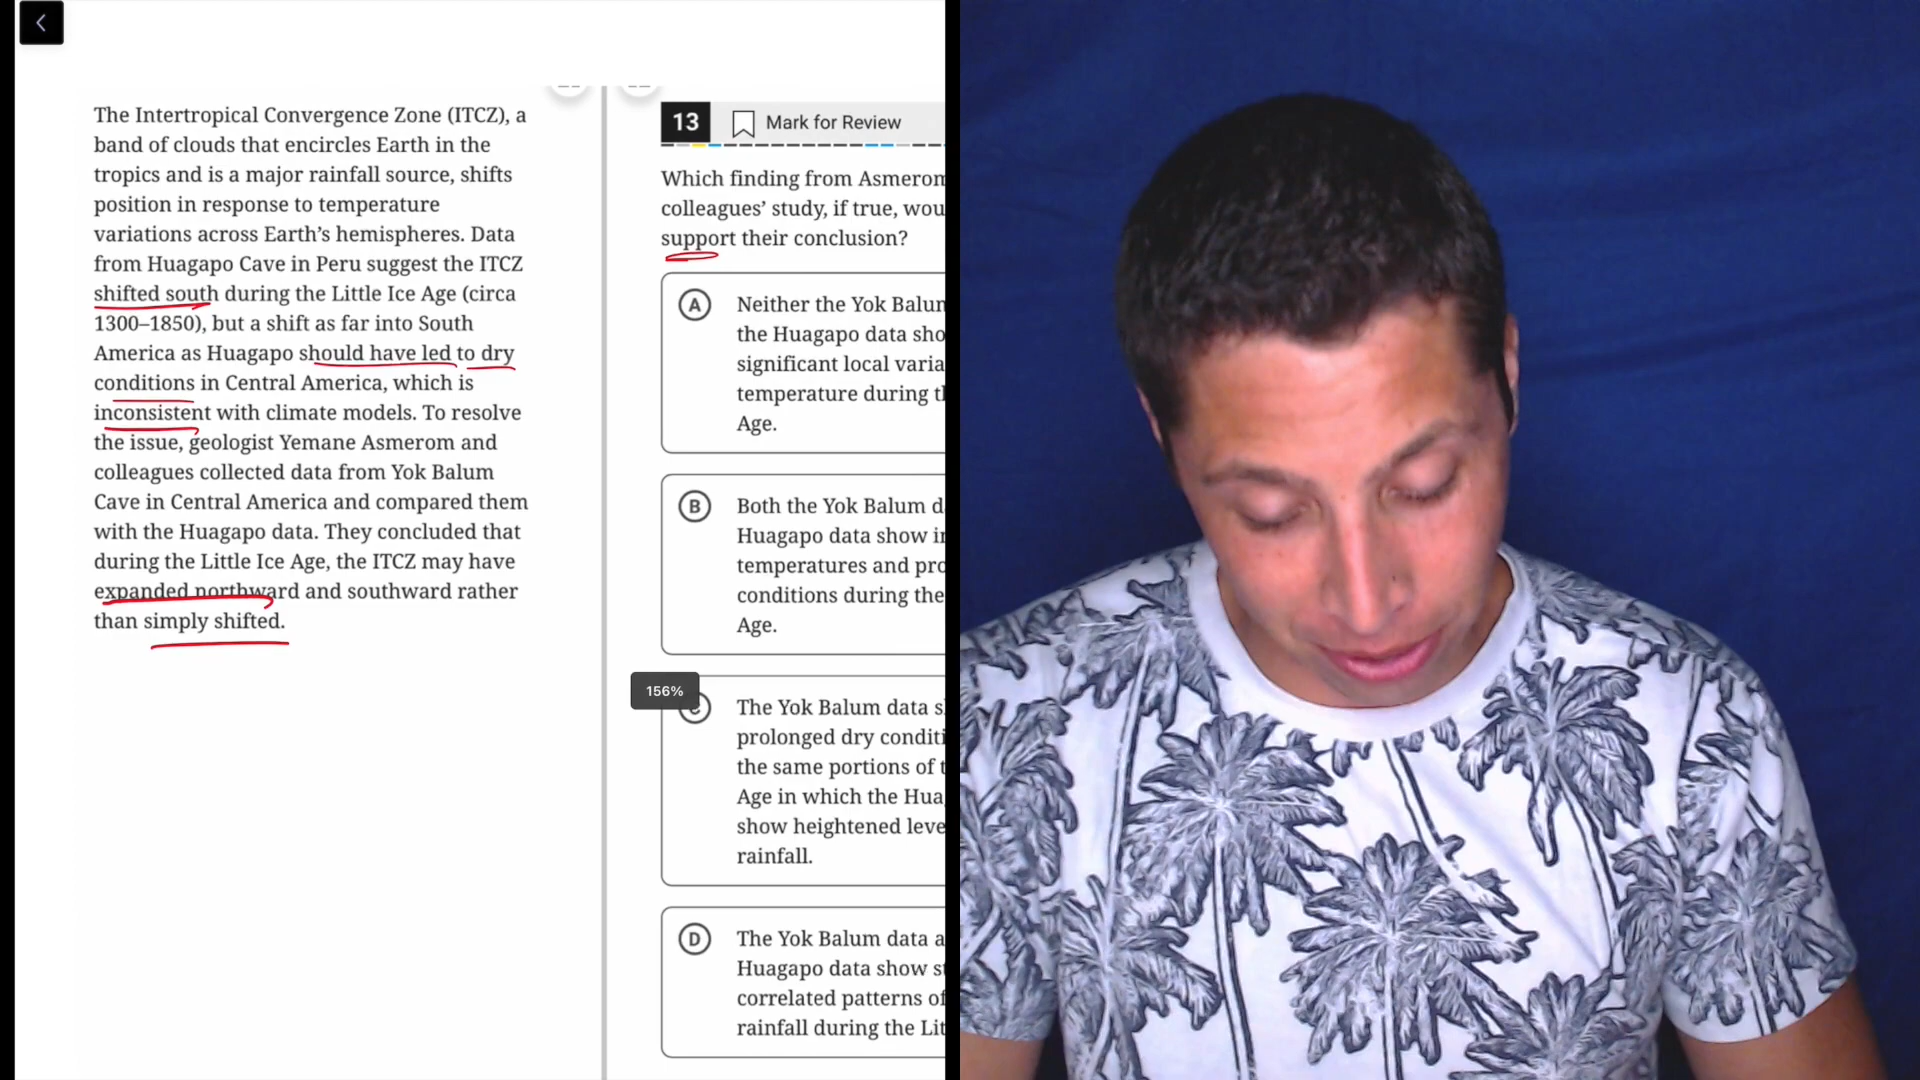 The Intertropical Convergence Zone (ITCZ), a
band of clouds that encircles Earth in the
tropics and is a major rainfall source, shifts
position in response to temperature
variations across Earth’s hemispheres. Data
from Huagapo Cave in Peru suggest the ITCZ
shifted south during the Little Ice Age (circa
1300–1850), but a shift as far into South
America as Huagapo should have led to dry
conditions in Central America, which is
inconsistent with climate models. To resolve
the issue, geologist Yemane Asmerom and
colleagues collected data from Yok Balum
Cave in Central America and compared them
with the Huagapo data. They concluded that
during the Little Ice Age, the ITCZ may have
expanded northward and southward rather
than simply shifted.
13 Mark for Review
Which finding from Asmerom
colleagues’ study, if true,
support their conclusion?
A Neither the Yok
the Huagapo data
significant local
temperature during
Age.
B Both the Yok Balum
Huagapo data show
temperatures and
conditions during the
Age.
156%
The Yok Balum data
prolonged dry
the same portions of
Age in which the
show heightened
rainfall.
D The Yok Balum data
Huagapo data show
correlated patterns of
rainfall during the